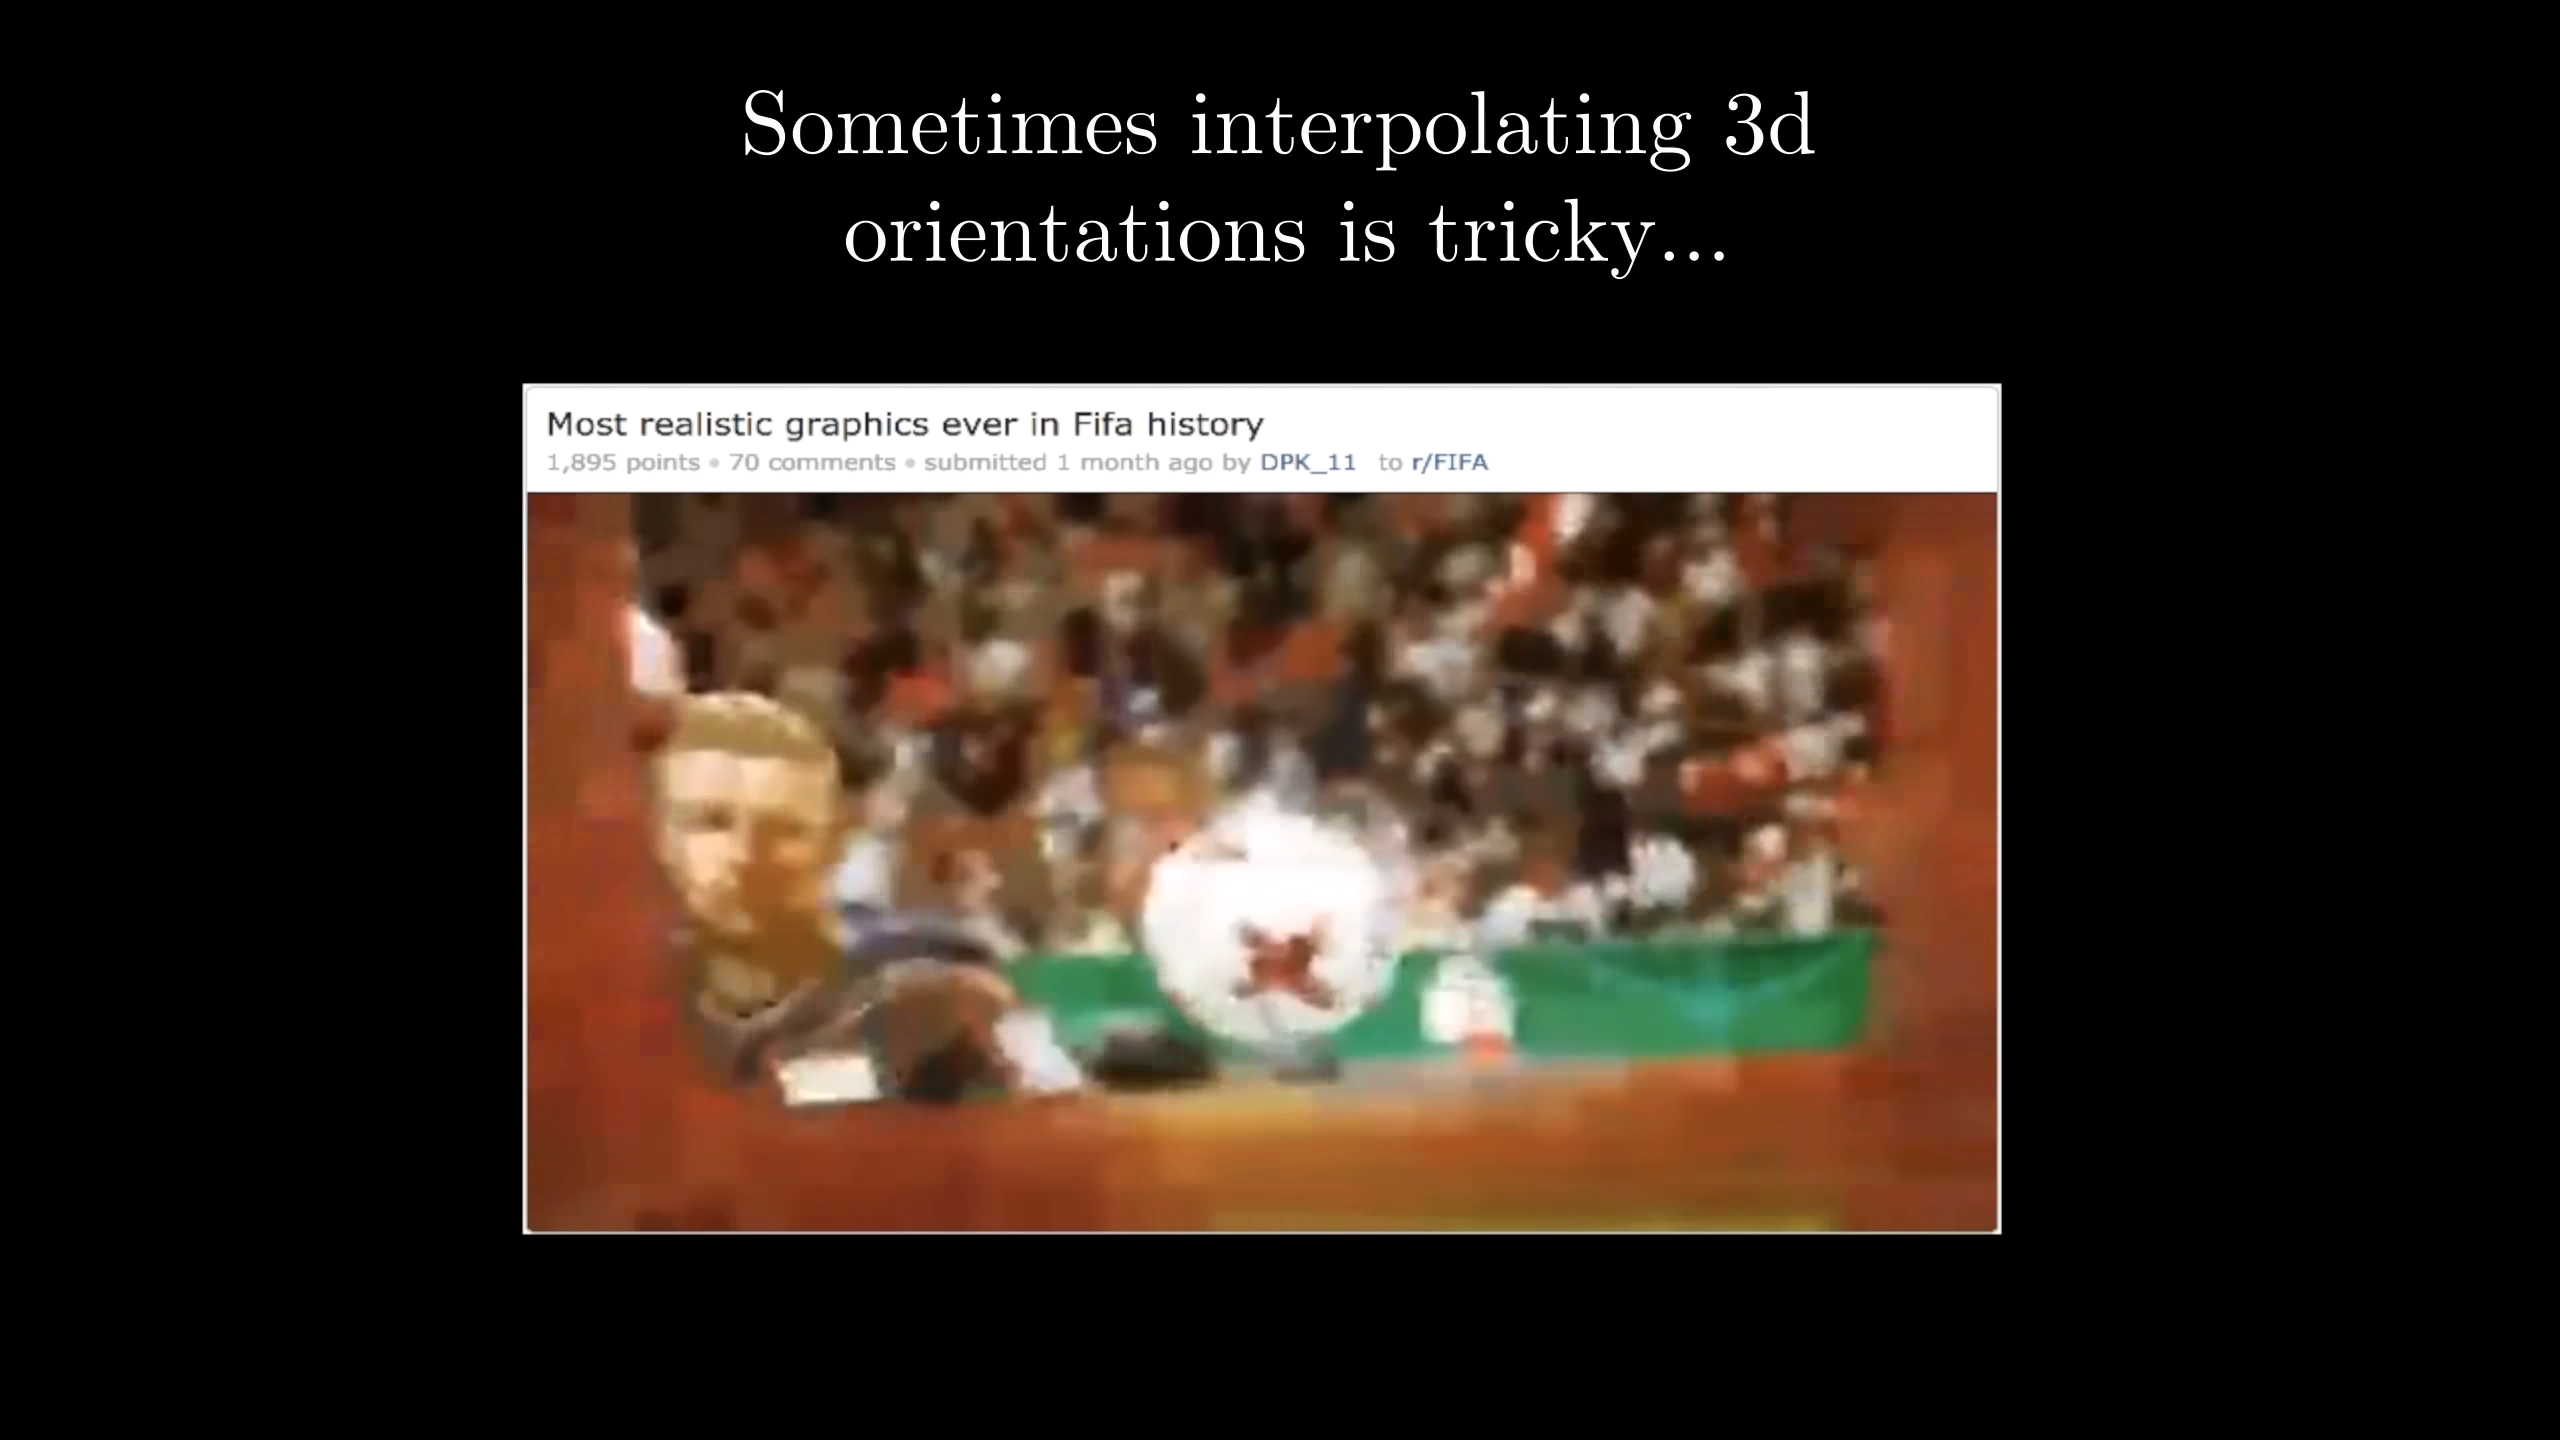 Sometimes interpolating 3d
orientations is tricky...
Most realistic graphics ever in Fifa history
1,895 points • 70 comments • submitted 1 month ago by DPK_11 to r/FIFA